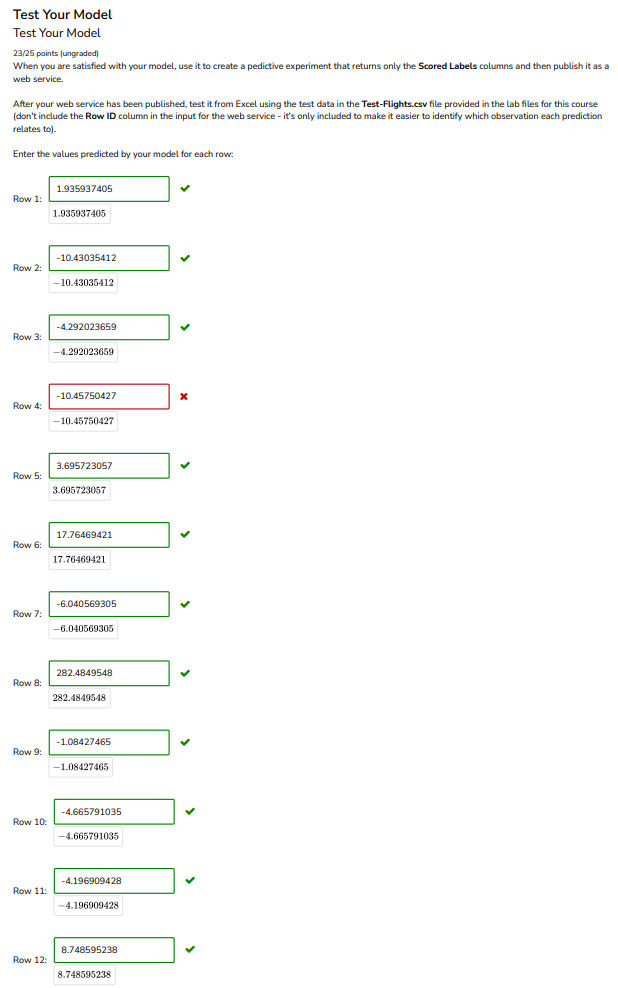 Test Your Model
Test Your Model
23/25 points (ungraded)
When you are satisfied with your model, use it to create a pedictive experiment that returns only the Scored Labels columns and then publish it as a
web service.
After your web service has been published, test it from Excel using the test data in the Test-Flights.csv file provided in the lab files for this course
(don't include the Row ID column in the input for the web service - it's only included to make it easier to identify which observation each prediction
relates to).
Enter the values predicted by your model for each row:
Row 1: 1.935937405
1.935937405
Row 2: -10.43035412
−10.43035412
Row 3: -4.292023659
−4.292023659
Row 4: -10.45750427
−10.45750427
Row 5: 3.695723057
3.695723057
Row 6: 17.76469421
17.76469421
Row 7: -6.040569305
−6.040569305
Row 8: 282.4849548
282.4849548
Row 9: -1.08427465
−1.08427465
Row 10: -4.665791035
−4.665791035
Row 11: -4.196909428
−4.196909428
Row 12: 8.748595238
8.748595238